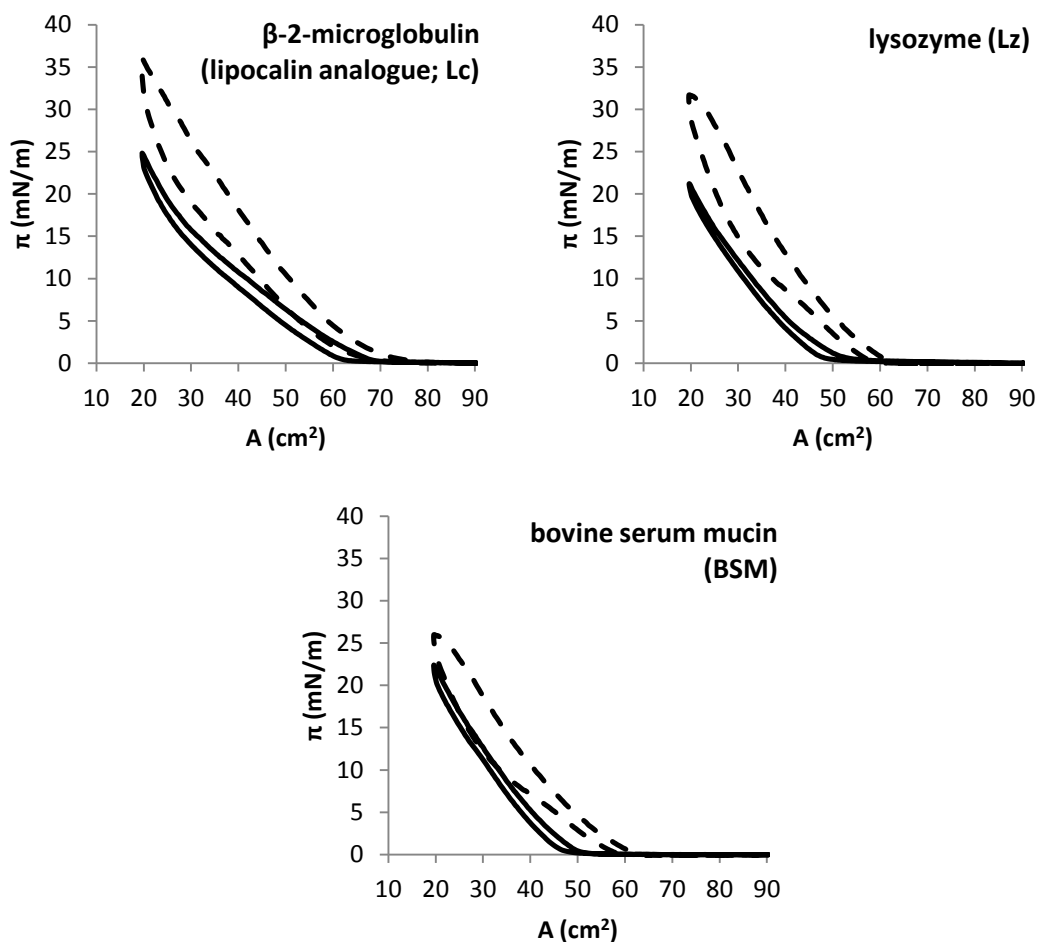 β-2-microglobulin
(lipocalin analogue; Lc)
40
35
30
25
20
15
10
5
0
π (mN/m)
10 20 30 40 50 60 70 80 90
A (cm²)
lysozyme (Lz)
40
35
30
25
20
15
10
5
0
π (mN/m)
10 20 30 40 50 60 70 80 90
A (cm²)
bovine serum mucin
(BSM)
40
35
30
25
20
15
10
5
0
π (mN/m)
10 20 30 40 50 60 70 80 90
A (cm²)